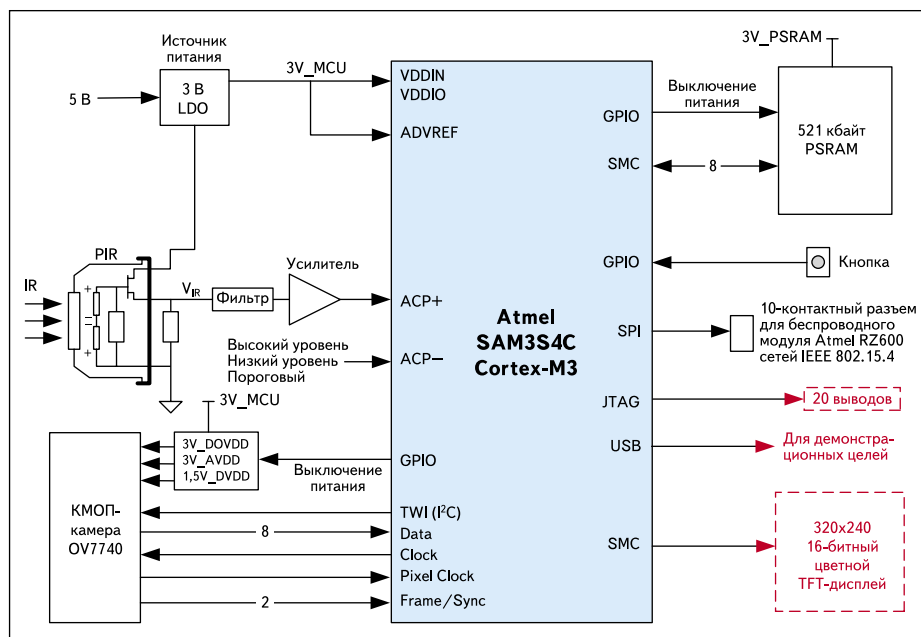 Источник
питания
5 В
3 В
LDO
3V_MCU
VDDIN
VDDIO
ADVREF
3V_PSRAM
Выключение
питания
GPIO
521 кбайт
PSRAM
SMC
8
PIR
IR
+
−
−
+
V_IR
Фильтр
Усилитель
ACP+
Высокий уровень
Низкий уровень
Пороговый
ACP−
Atmel
SAM3S4C
Cortex-M3
GPIO
Кнопка
SPI
10-контактный разъем
для беспроводного
модуля Atmel RZ600
сетей IEEE 802.15.4
JTAG
20 выводов
USB
Для демонстра-
ционных целей
SMC
320x240
16-битный
цветной
TFT-дисплей
3V_MCU
3V_DOVDD
3V_AVDD
1,5V_DVDD
Выключение
питания
GPIO
КМОП-
камера
OV7740
TWI (I²C)
8
Data
Clock
Pixel Clock
2
Frame/Sync